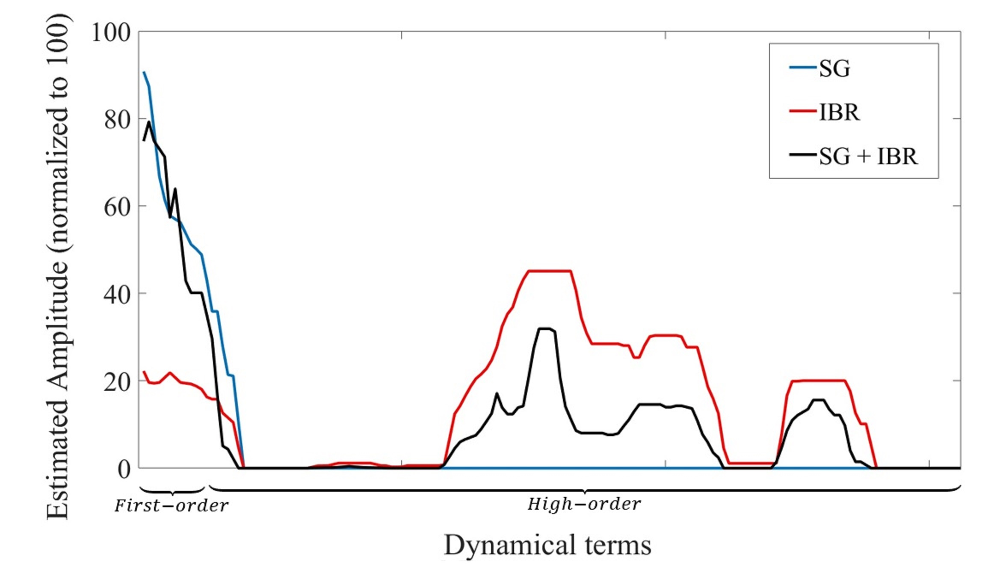 Estimated Amplitude (normalized to 100)
100
80
60
40
20
0
SG
IBR
SG + IBR
First−order
High−order
Dynamical terms